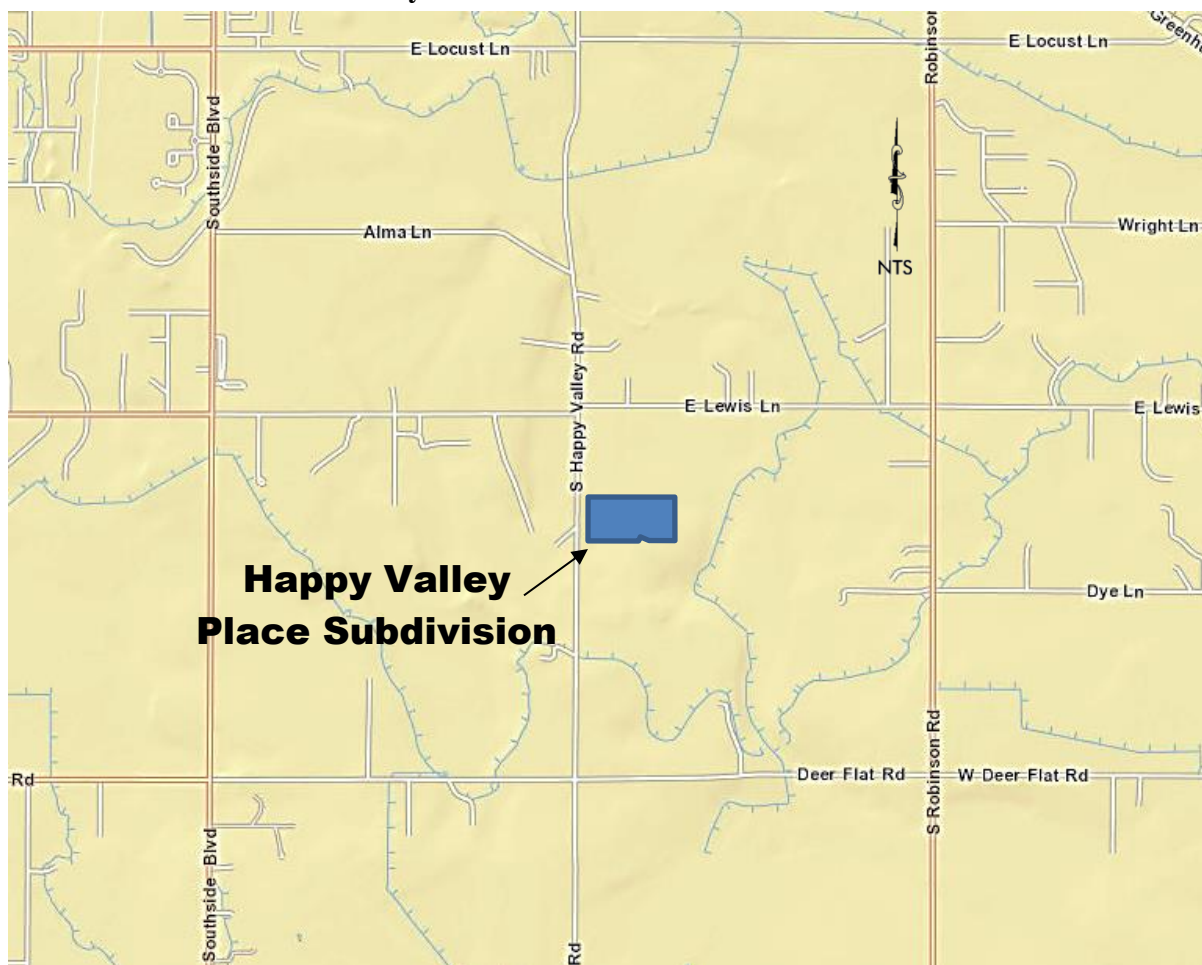 E Locust Ln
E Locust Ln
Robinson
Southside Blvd
Alma Ln
Wright Ln
NTS
S Happy Valley Rd
E Lewis Ln
E Lewis
Happy Valley
Place Subdivision
Dye Ln
Rd
Deer Flat Rd
W Deer Flat Rd
S Robinson Rd
Southside Blvd
Rd